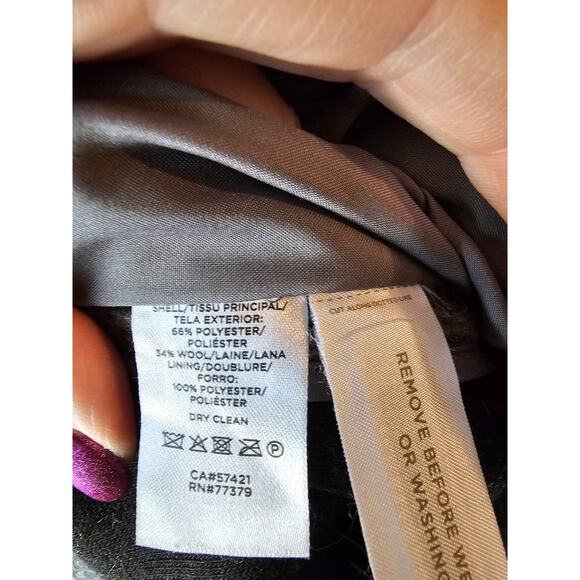 SHELL/TISSU PRINCIPAL/
TELA EXTERIOR:
66% POLYESTER/
POLIÉSTER
34% WOOL/LAINE/LANA
LINING/DOUBLURE/
FORRO:
100% POLYESTER/
POLIÉSTER
DRY CLEAN
P
CA#57421
RN#77379
CUT ALONG DOTTED LINE
REMOVE BEFORE
OR WASHING